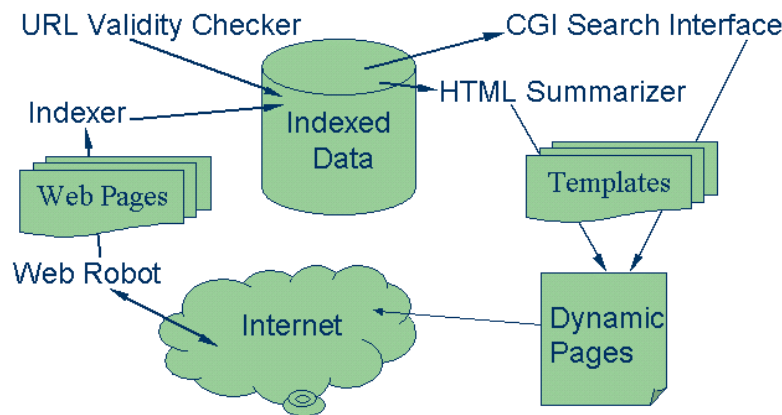 URL Validity Checker
CGI Search Interface
HTML Summarizer
Indexer
Indexed
Data
Web Pages
Templates
Web Robot
Internet
Dynamic
Pages